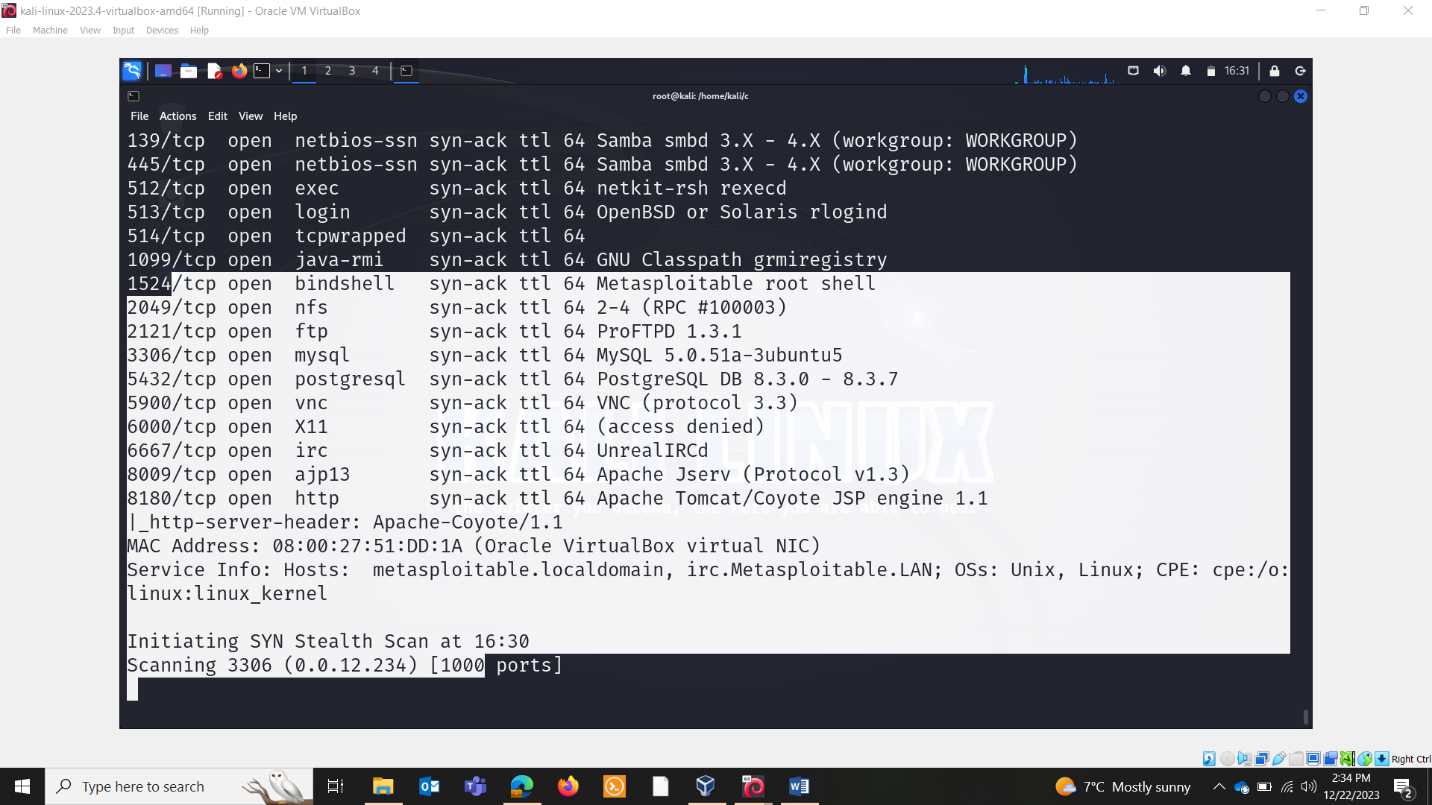 kali-linux-2023.4-virtualbox-amd64 [Running] - Oracle VM VirtualBox
File Machine View Input Devices Help
1 2 3 4 16:31
root@kali: /home/kali/c
File Actions Edit View Help
139/tcp open netbios-ssn syn-ack ttl 64 Samba smbd 3.X - 4.X (workgroup: WORKGROUP)
445/tcp open netbios-ssn syn-ack ttl 64 Samba smbd 3.X - 4.X (workgroup: WORKGROUP)
512/tcp open exec syn-ack ttl 64 netkit-rsh rexecd
513/tcp open login syn-ack ttl 64 OpenBSD or Solaris rlogind
514/tcp open tcpwrapped syn-ack ttl 64
1099/tcp open java-rmi syn-ack ttl 64 GNU Classpath grmiregistry
1524/tcp open bindshell syn-ack ttl 64 Metasploitable root shell
2049/tcp open nfs syn-ack ttl 64 2-4 (RPC #100003)
2121/tcp open ftp syn-ack ttl 64 ProFTPD 1.3.1
3306/tcp open mysql syn-ack ttl 64 MySQL 5.0.51a-3ubuntu5
5432/tcp open postgresql syn-ack ttl 64 PostgreSQL DB 8.3.0 - 8.3.7
5900/tcp open vnc syn-ack ttl 64 VNC (protocol 3.3)
6000/tcp open X11 syn-ack ttl 64 (access denied)
6667/tcp open irc syn-ack ttl 64 UnrealIRCd
8009/tcp open ajp13 syn-ack ttl 64 Apache Jserv (Protocol v1.3)
8180/tcp open http syn-ack ttl 64 Apache Tomcat/Coyote JSP engine 1.1
|_http-server-header: Apache-Coyote/1.1
MAC Address: 08:00:27:51:DD:1A (Oracle VirtualBox virtual NIC)
Service Info: Hosts:  metasploitable.localdomain, irc.Metasploitable.LAN; OSs: Unix, Linux; CPE: cpe:/o:
linux:linux_kernel
Initiating SYN Stealth Scan at 16:30
Scanning 3306 (0.0.12.234) [1000 ports]
KALI LINUX
Right Ctrl
Type here to search
7°C Mostly sunny
2:34 PM
12/22/2023
2